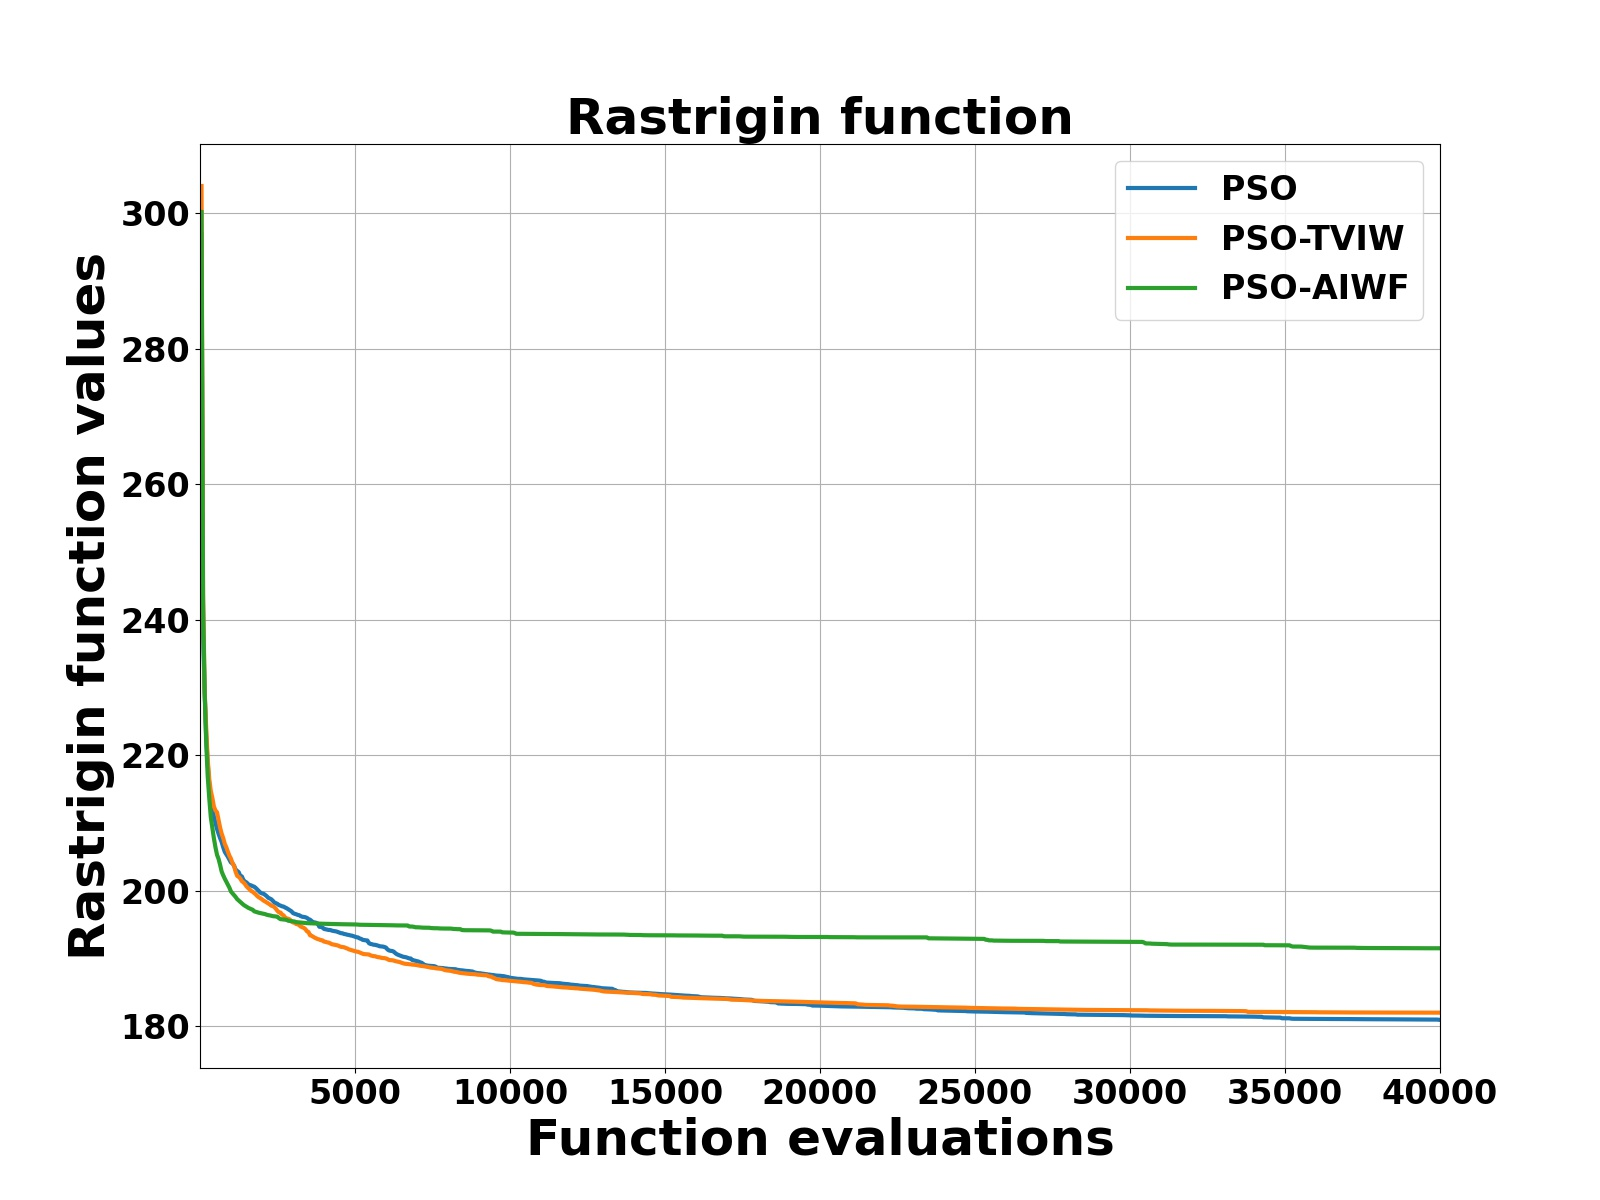 Rastrigin function
PSO
PSO-TVIW
PSO-AIWF
Rastrigin function values
300
280
260
240
220
200
180
5000 10000 15000 20000 25000 30000 35000 40000
Function evaluations